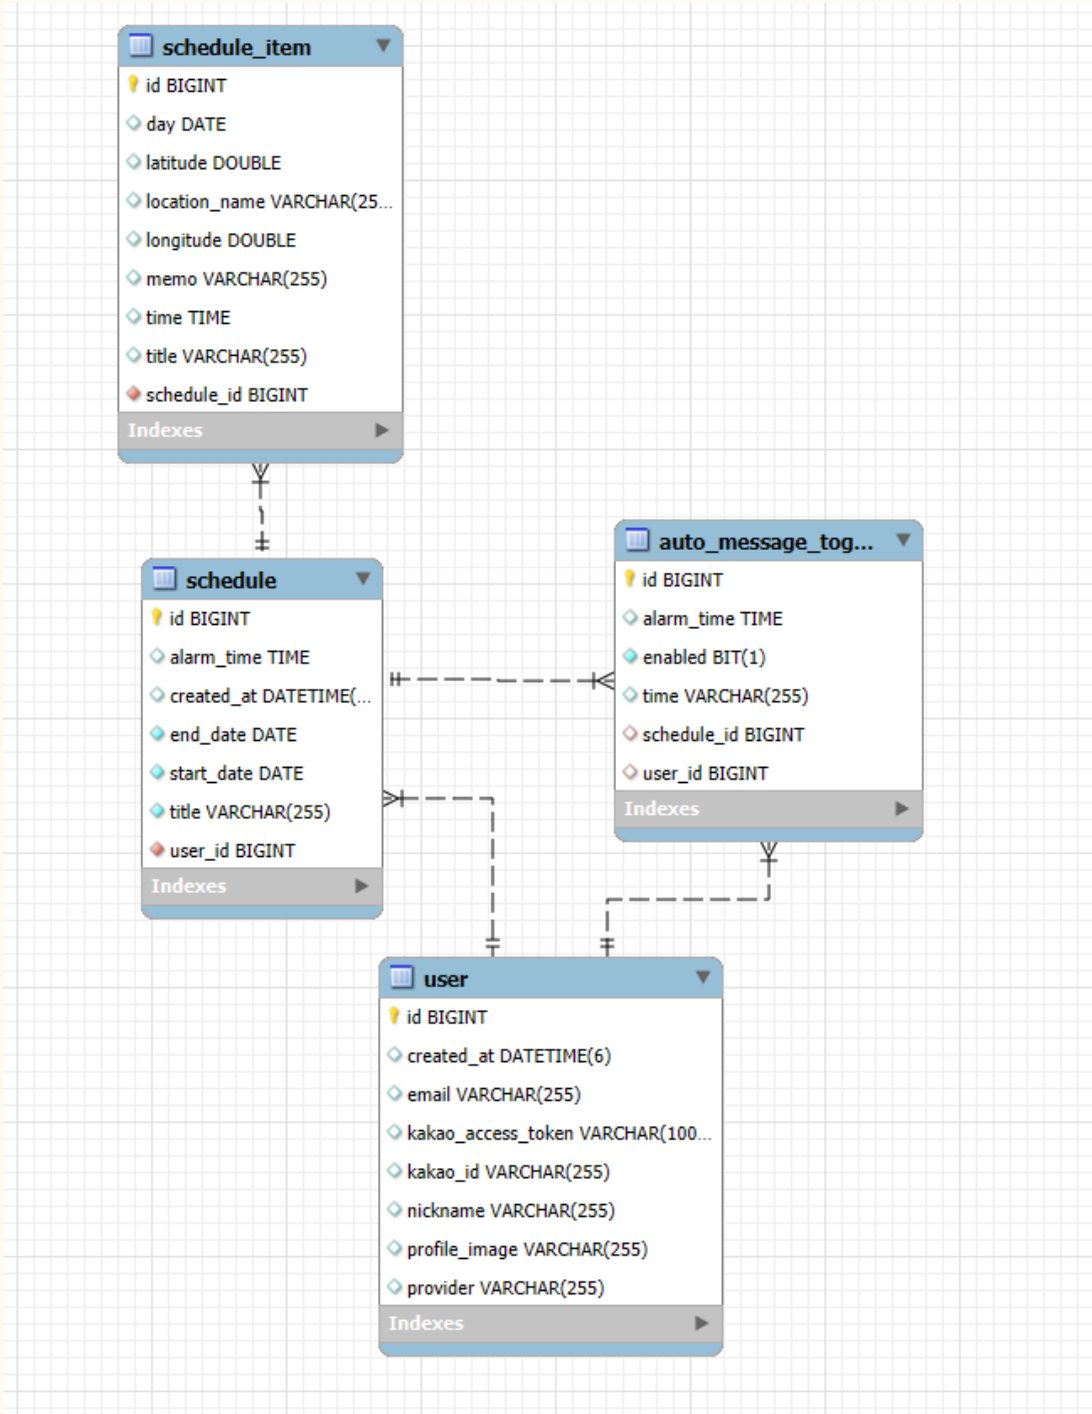 schedule_item
id BIGINT
day DATE
latitude DOUBLE
location_name VARCHAR(25...
longitude DOUBLE
memo VARCHAR(255)
time TIME
title VARCHAR(255)
schedule_id BIGINT
Indexes
schedule
id BIGINT
alarm_time TIME
created_at DATETIME(...
end_date DATE
start_date DATE
title VARCHAR(255)
user_id BIGINT
Indexes
auto_message_tog...
id BIGINT
alarm_time TIME
enabled BIT(1)
time VARCHAR(255)
schedule_id BIGINT
user_id BIGINT
Indexes
user
id BIGINT
created_at DATETIME(6)
email VARCHAR(255)
kakao_access_token VARCHAR(100...
kakao_id VARCHAR(255)
nickname VARCHAR(255)
profile_image VARCHAR(255)
provider VARCHAR(255)
Indexes